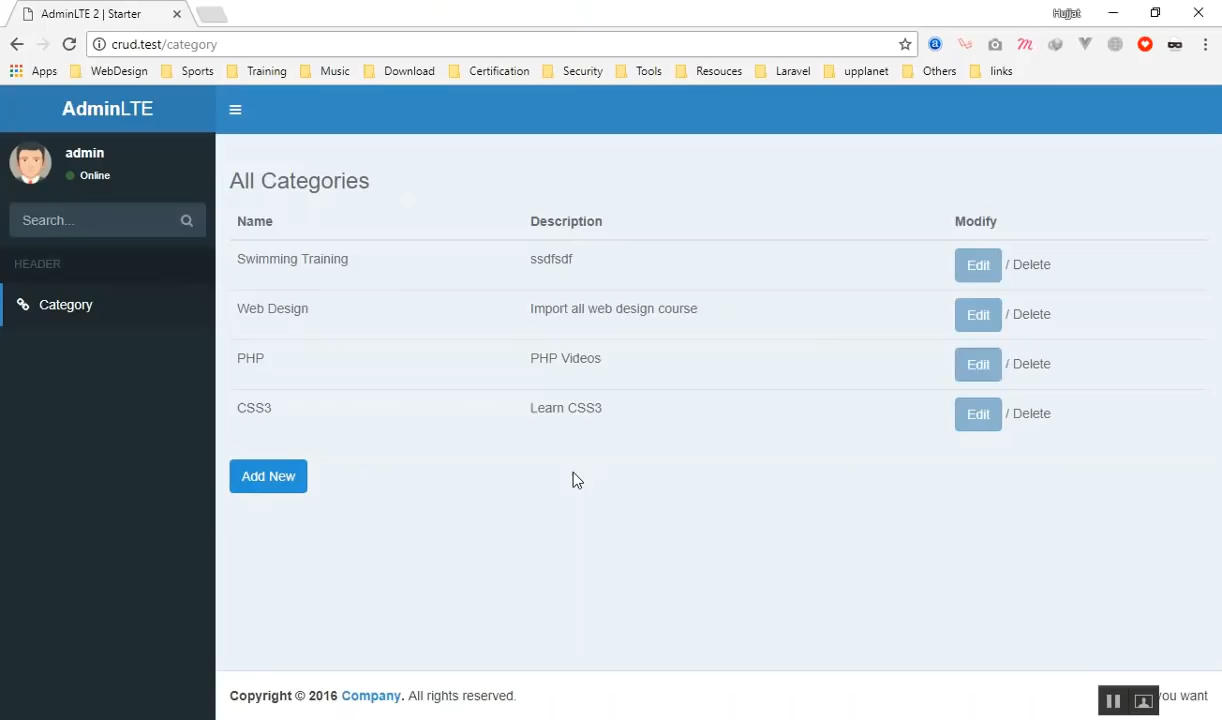 AdminLTE 2 | Starter
Hujjat
crud.test/category
Apps WebDesign Sports Training Music Download Certification Security Tools Resouces Laravel upplanet Others links
AdminLTE
admin
Online
Search...
HEADER
Category
All Categories
Name Description Modify
Swimming Training ssdfsdf Edit / Delete
Web Design Import all web design course Edit / Delete
PHP PHP Videos Edit / Delete
CSS3 Learn CSS3 Edit / Delete
Add New
Copyright © 2016 Company. All rights reserved.
you want